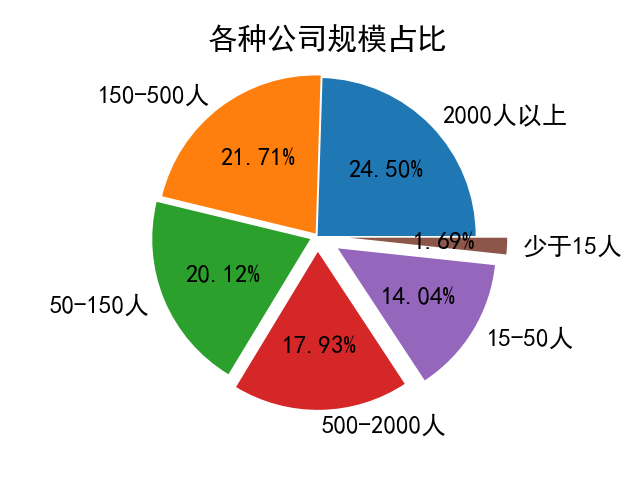 各种公司规模占比
150-500人
2000人以上
21.71%
24.50%
1.69%
少于15人
20.12%
14.04%
50-150人
17.93%
15-50人
500-2000人